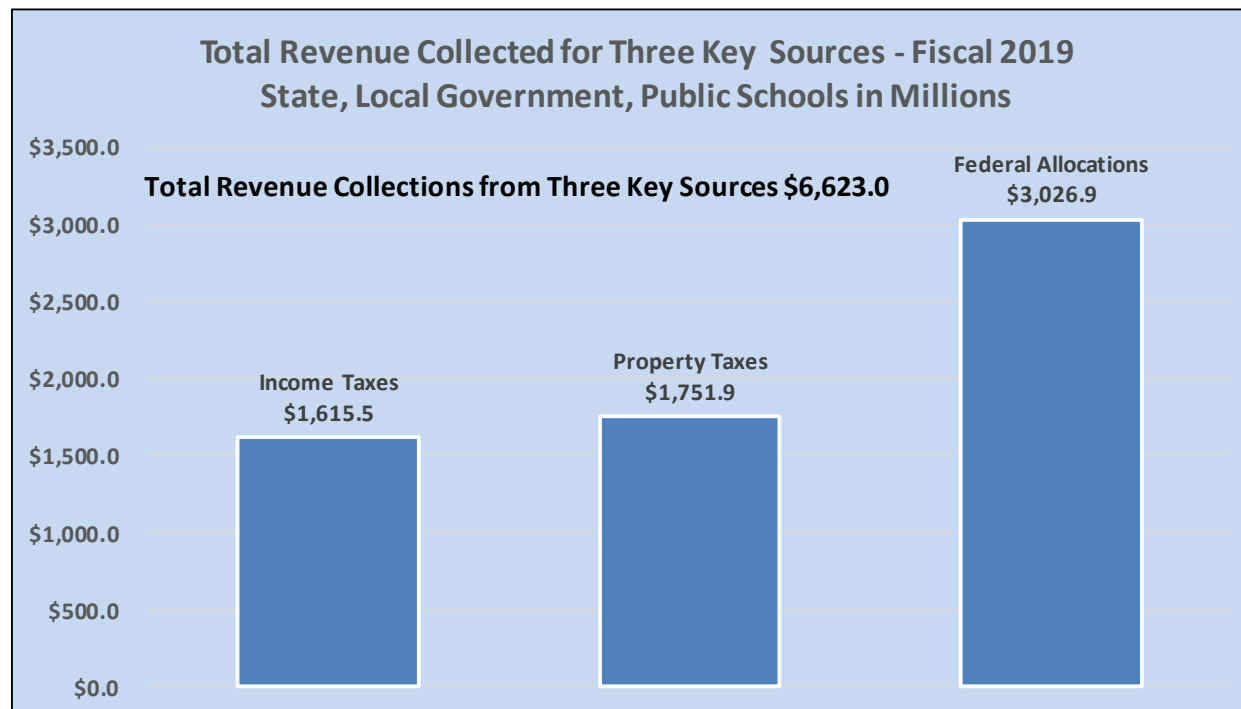 Total Revenue Collected for Three Key Sources - Fiscal 2019
State, Local Government, Public Schools in Millions
$3,500.0
Total Revenue Collections from Three Key Sources $6,623.0
Federal Allocations
$3,026.9
$3,000.0
$2,500.0
$2,000.0
Income Taxes
$1,615.5
Property Taxes
$1,751.9
$1,500.0
$1,000.0
$500.0
$0.0